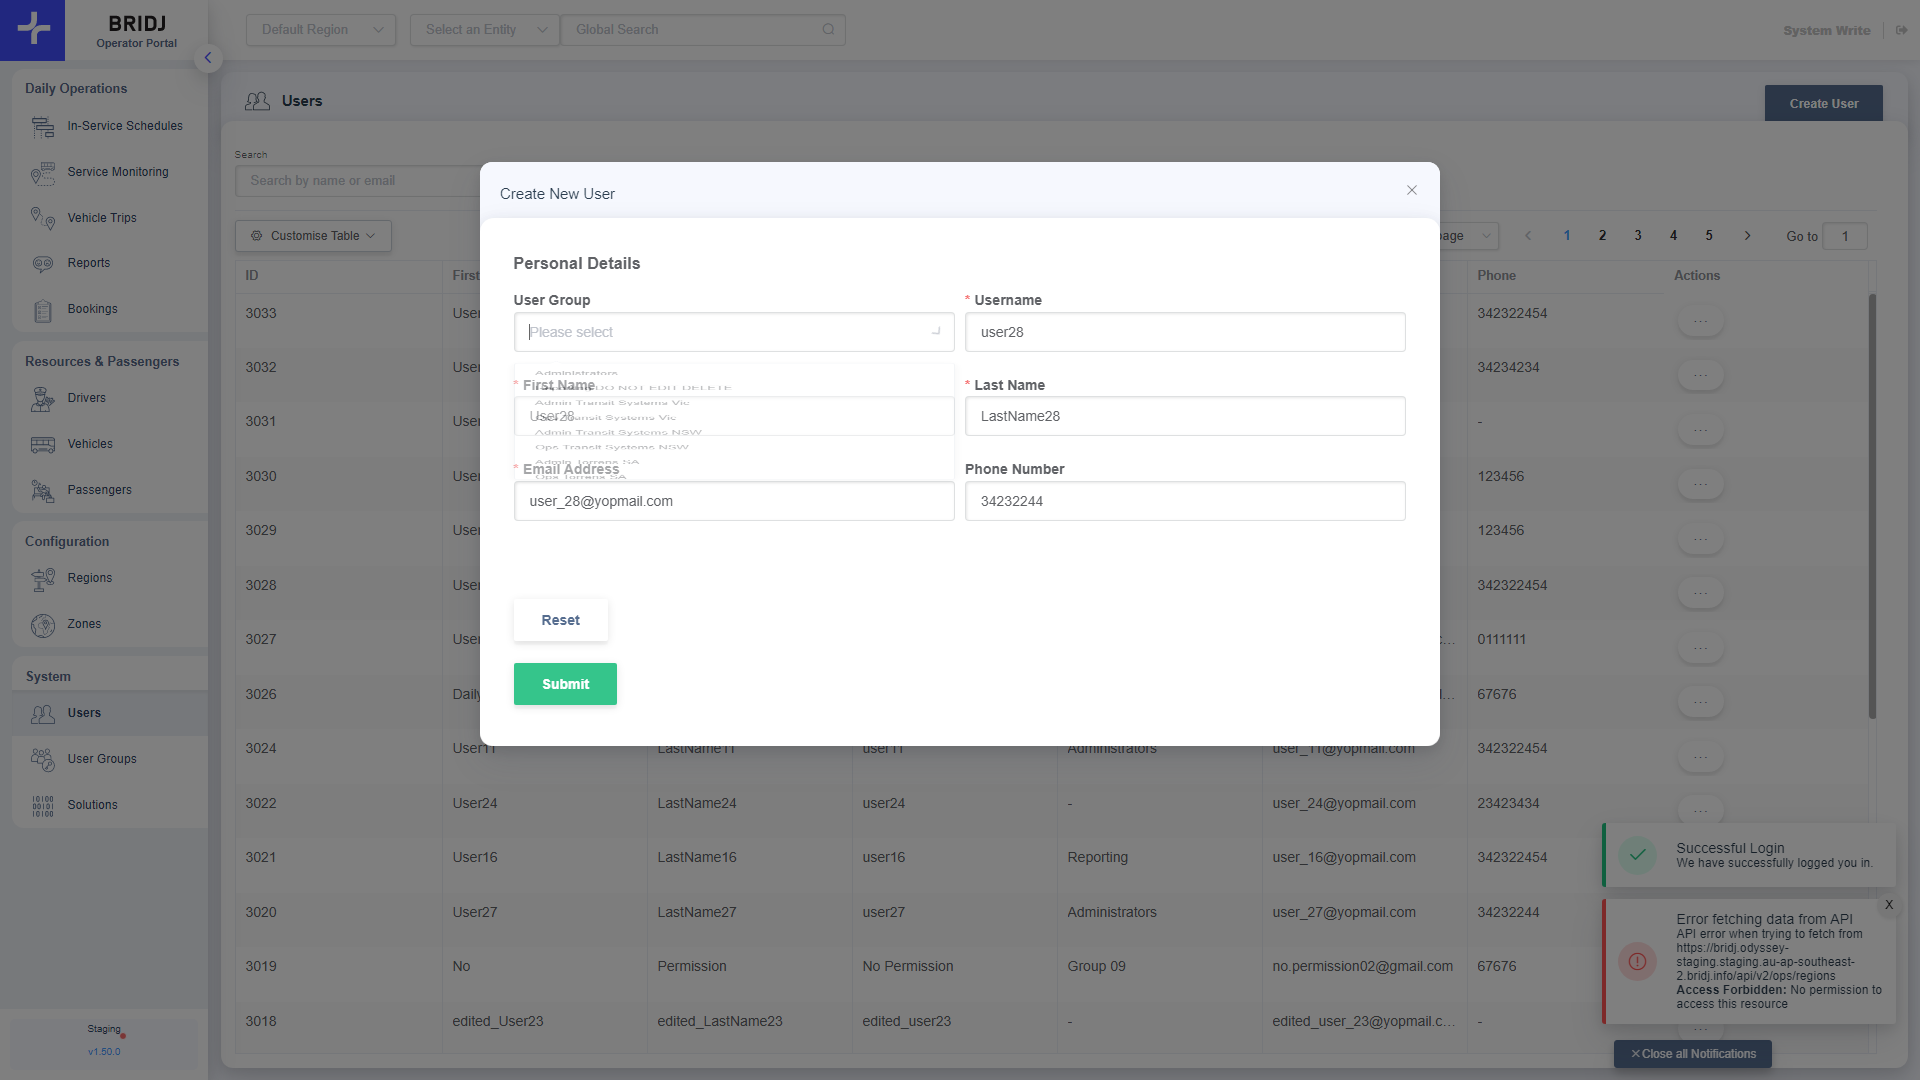 BRIDJ
Operator Portal
Default Region
Select an Entity
Global Search
System Write
Daily Operations
In-Service Schedules
Service Monitoring
Vehicle Trips
Reports
Bookings
Resources & Passengers
Drivers
Vehicles
Passengers
Configuration
Regions
Zones
System
Users
User Groups
Solutions
Staging
v1.50.0
Users
Create User
Search
Search by name or email
Customise Table
page
1
2
3
4
5
Go to
1
ID
First
Phone
Actions
3033
User
342322454
...
3032
User
34234234
...
3031
User
-
...
3030
User
123456
...
3029
User
123456
...
3028
User
342322454
...
3027
User
c...
0111111
...
3026
Daily
l...
67676
...
3024
User11
LastName11
user11
Administrators
user_11@yopmail.com
342322454
...
3022
User24
LastName24
user24
-
user_24@yopmail.com
23423434
...
3021
User16
LastName16
user16
Reporting
user_16@yopmail.com
342322454
3020
User27
LastName27
user27
Administrators
user_27@yopmail.com
34232244
3019
No
Permission
No Permission
Group 09
no.permission02@gmail.com
67676
3018
edited_User23
edited_LastName23
edited_user23
-
edited_user_23@yopmail.c...
-
...
Create New User
Personal Details
User Group
Please select
* Username
user28
Administrators
* First Name
DO NOT EDIT DELETE
Admin Transit Systems Vic
User28
Transit Systems Vic
Admin Transit Systems NSW
Ops Transit Systems NSW
Admin Torrens SA
Ops Torrens SA
* Last Name
LastName28
* Email Address
user_28@yopmail.com
Phone Number
34232244
Reset
Submit
Successful Login
We have successfully logged you in.
X
Error fetching data from API
API error when trying to fetch from
https://bridj.odyssey-
staging.staging.au-ap-southeast-
2.bridj.info/api/v2/ops/regions
Access Forbidden: No permission to
access this resource
Close all Notifications